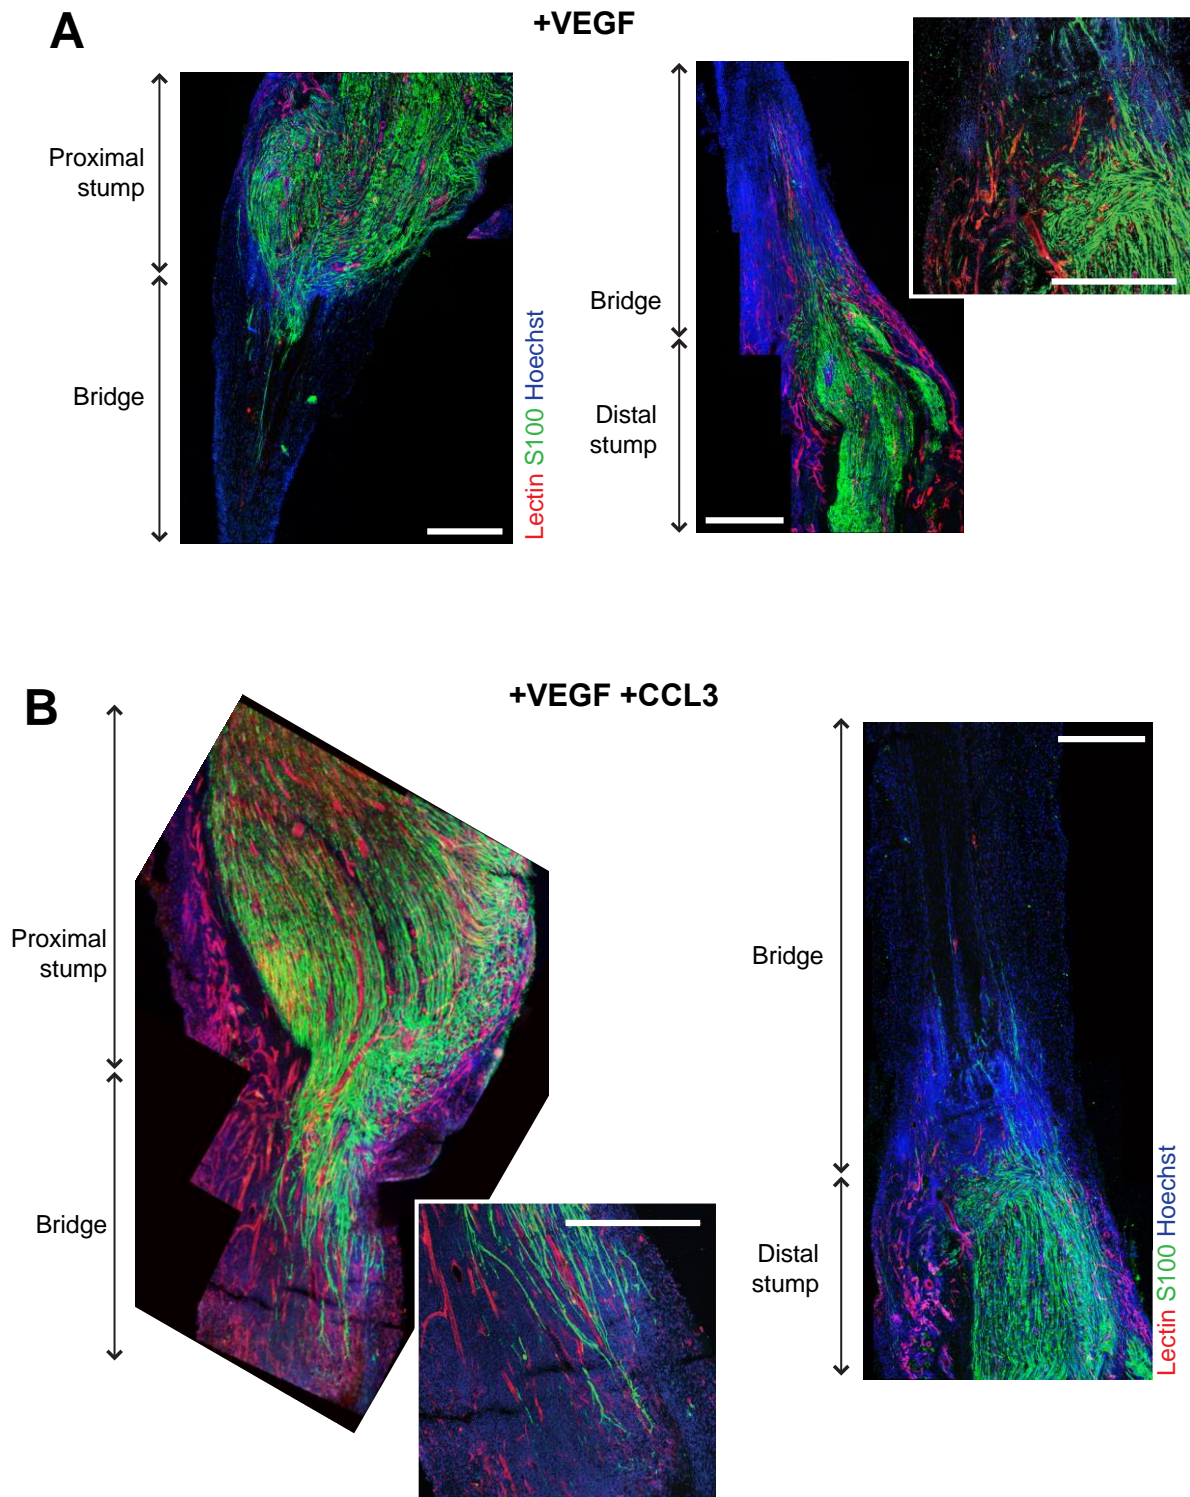 A
+VEGF
Proximal
stump
Bridge
Lectin S100 Hoechst
Bridge
Distal
stump
B
+VEGF +CCL3
Proximal
stump
Bridge
Bridge
Distal
stump
Lectin S100 Hoechst